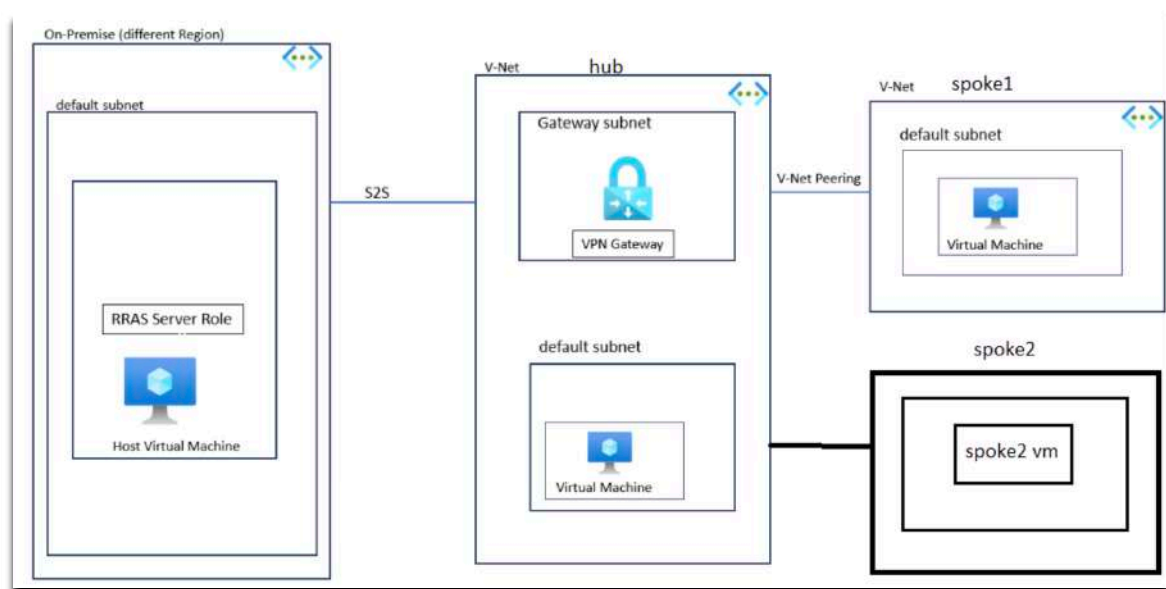 On-Premise (different Region)
default subnet
RRAS Server Role
Host Virtual Machine
S2S
V-Net
hub
Gateway subnet
VPN Gateway
default subnet
Virtual Machine
V-Net Peering
V-Net
spoke1
default subnet
Virtual Machine
spoke2
spoke2 vm